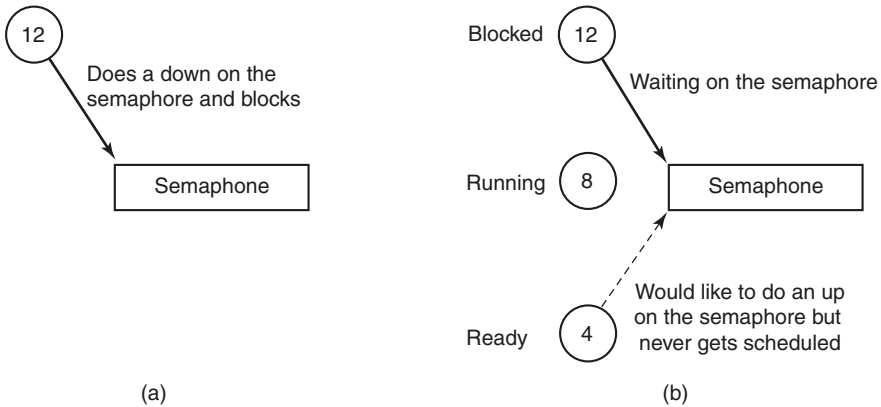 12
Does a down on the
semaphore and blocks
Semaphone
(a)
Blocked
12
Waiting on the semaphore
Running
8
Semaphone
Ready
4
Would like to do an up
on the semaphore but
never gets scheduled
(b)